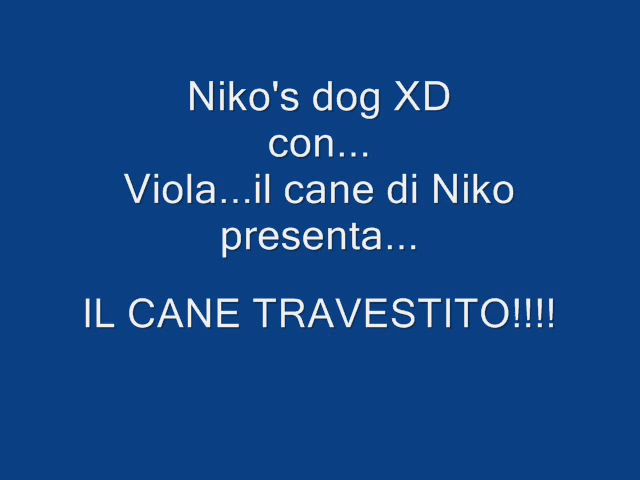 Niko's dog XD
con...
Viola...il cane di Niko
presenta...
IL CANE TRAVESTITO!!!!